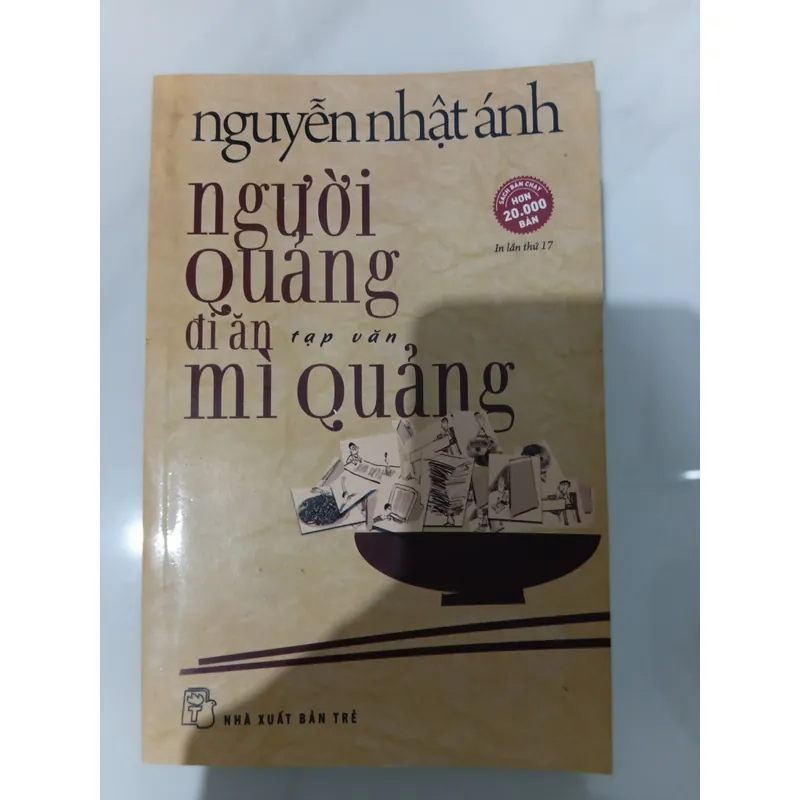 nguyễn nhật ánh
người
Quảng
đi ăn tạp văn
mì Quảng
SÁCH BÁN CHẠY
HƠN
20.000
BẢN
In lần thứ 17
T
NHÀ XUẤT BẢN TRẺ